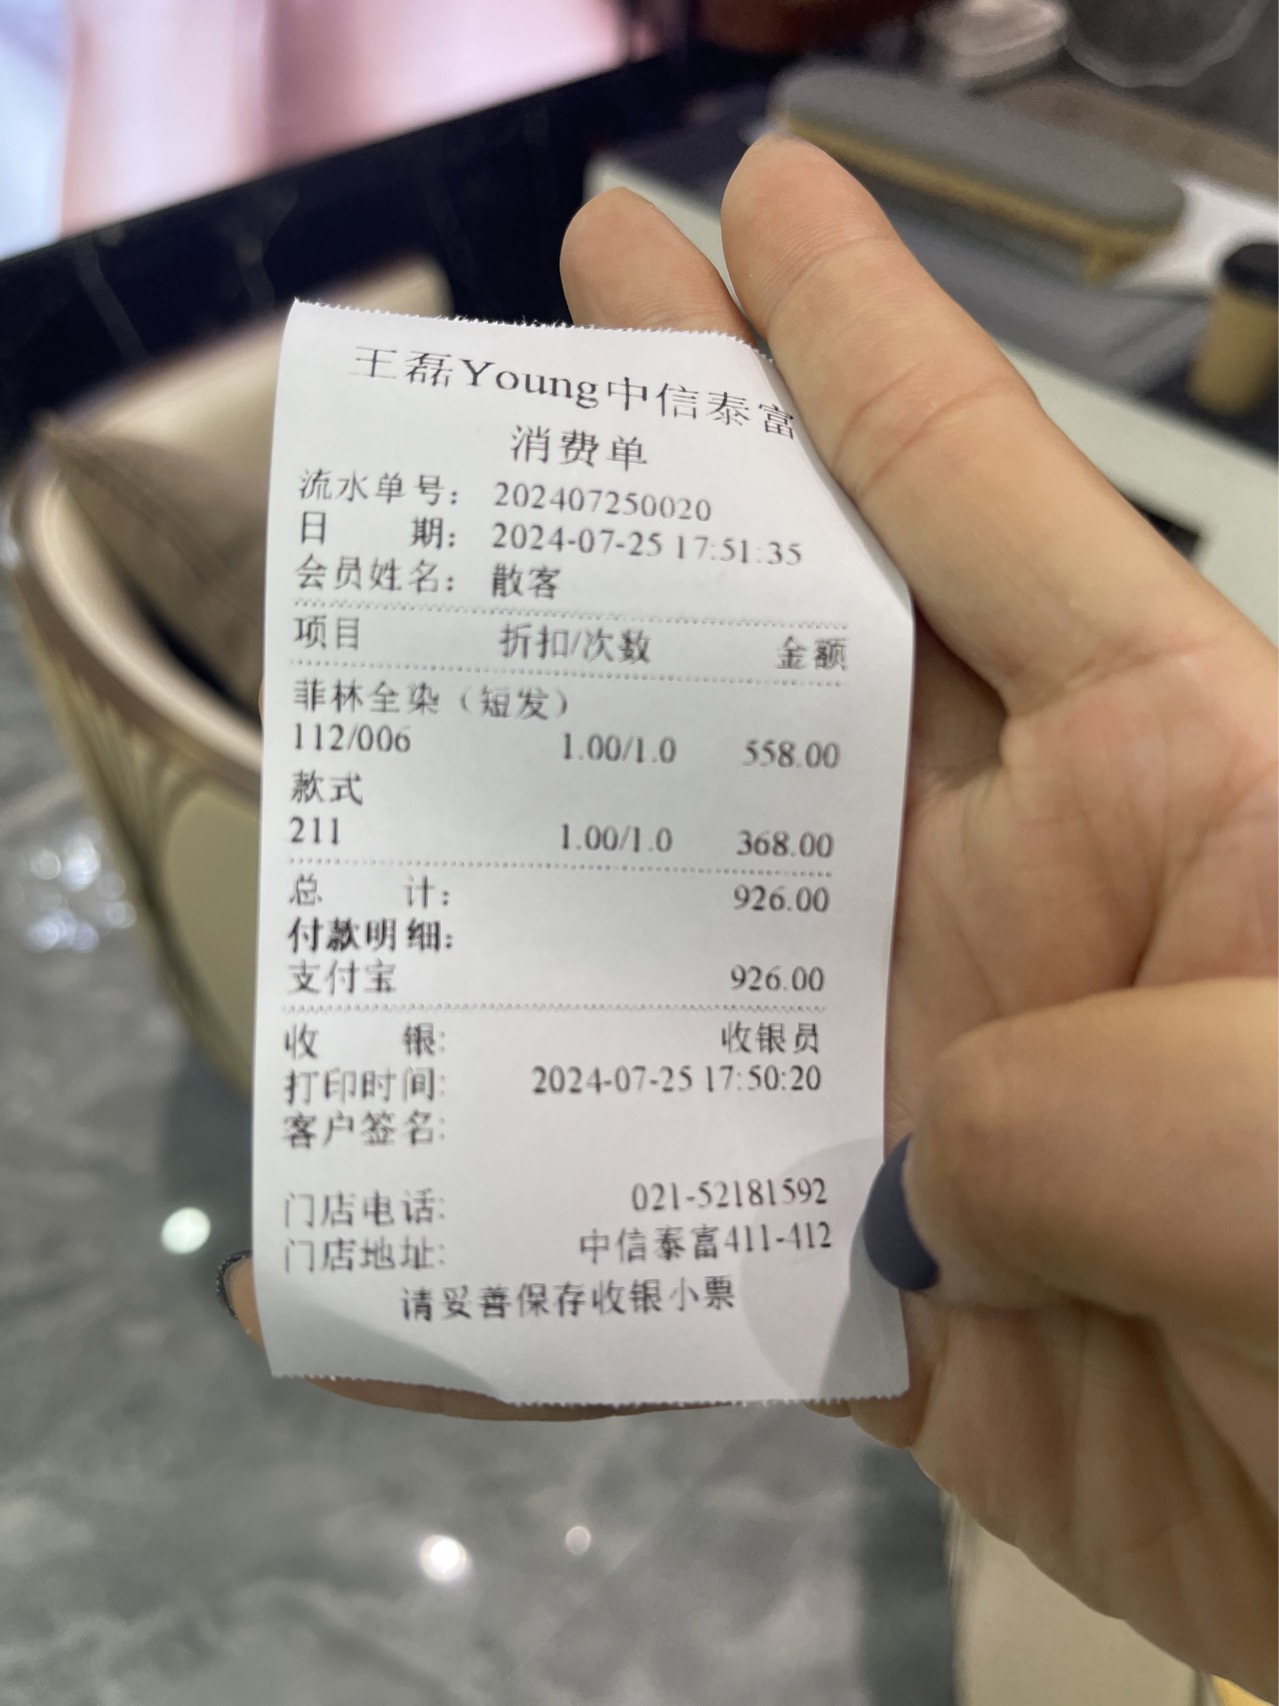 王磊Young中信泰富
消费单
流水单号： 202407250020
日 期： 2024-07-25 17:51:35
会员姓名： 散客
项目 折扣/次数 金额
菲林全染（短发）
112/006 1.00/1.0 558.00
款式
211 1.00/1.0 368.00
总 计： 926.00
付款明细：
支付宝 926.00
收 银: 收银员
打印时间: 2024-07-25 17:50:20
客户签名:
门店电话: 021-52181592
门店地址: 中信泰富411-412
请妥善保存收银小票